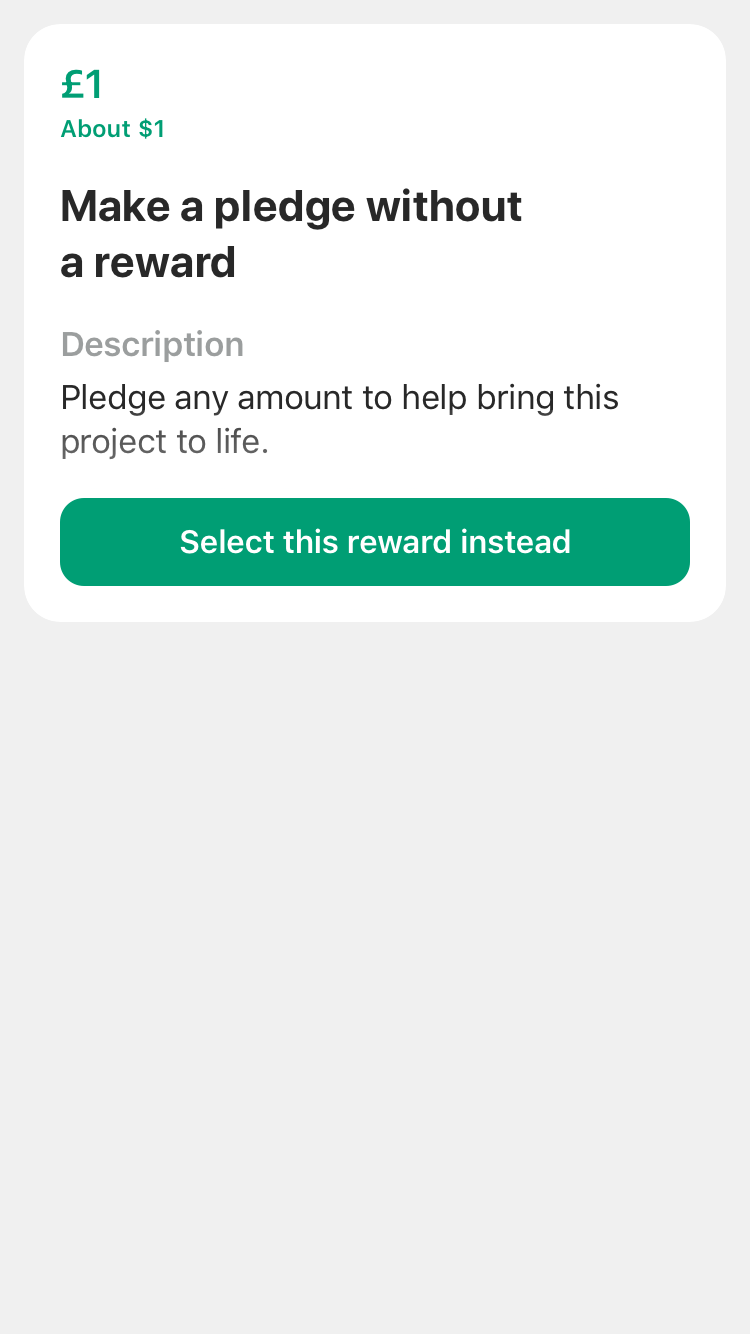 £1
About $1
Make a pledge without
a reward
Description
Pledge any amount to help bring this
project to life.
Select this reward instead